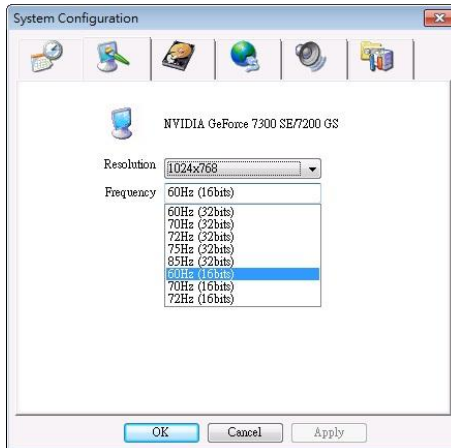 System Configuration
NVIDIA GeForce 7300 SE/7200 GS
Resolution 1024x768
Frequency 60Hz (16bits)
60Hz (32bits)
70Hz (32bits)
72Hz (32bits)
75Hz (32bits)
85Hz (32bits)
60Hz (16bits)
70Hz (16bits)
72Hz (16bits)
OK Cancel Apply